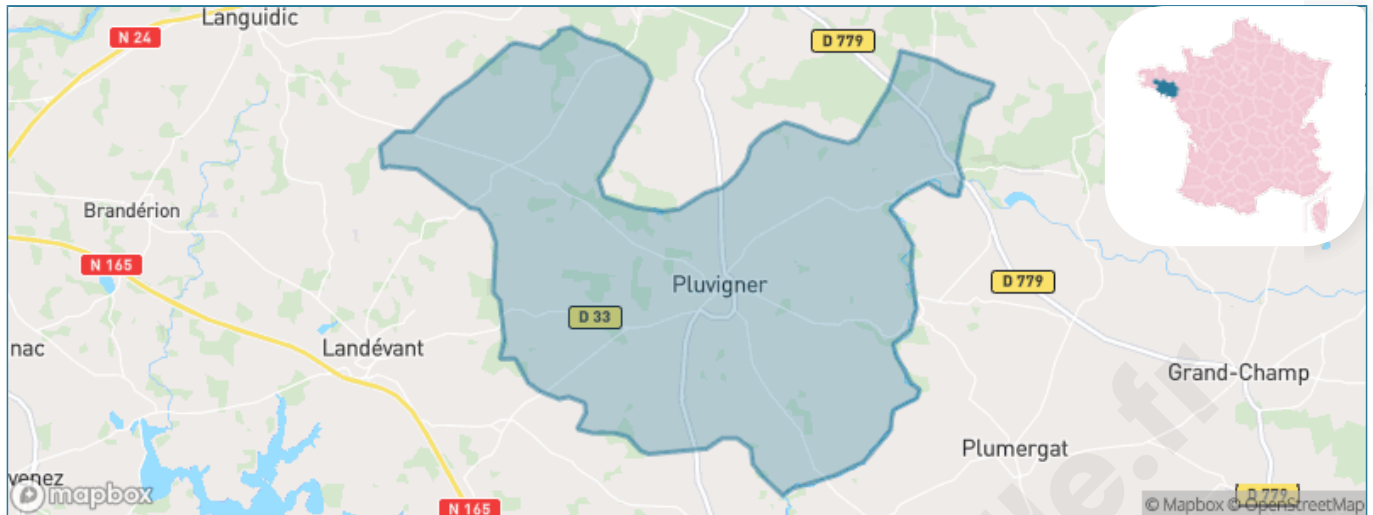 Languidic
N 24
D 779
Brandérion
N 165
D 779
Pluvigner
D 33
nac
Landévant
Grand-Champ
Plumergat
venez
mapbox
N 165
D 779
© Mapbox © OpenStreetMap